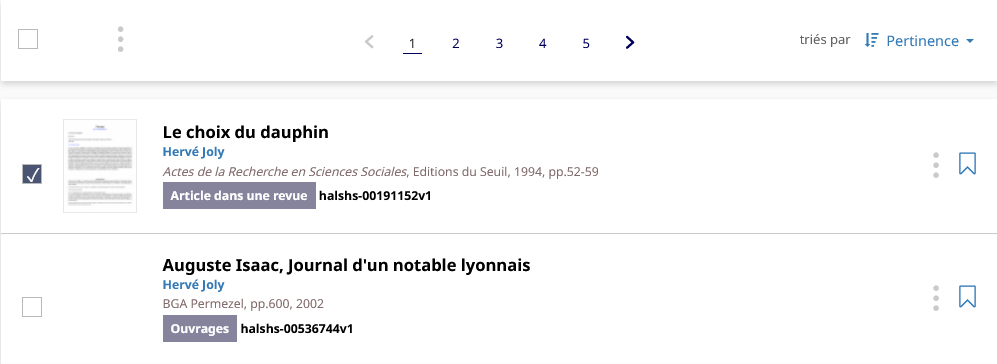 1 2 3 4 5
triés par Pertinence
Le choix du dauphin
Hervé Joly
Actes de la Recherche en Sciences Sociales, Editions du Seuil, 1994, pp.52-59
Article dans une revue halshs-00191152v1
Auguste Isaac, Journal d'un notable lyonnais
Hervé Joly
BGA Permezel, pp.600, 2002
Ouvrages halshs-00536744v1